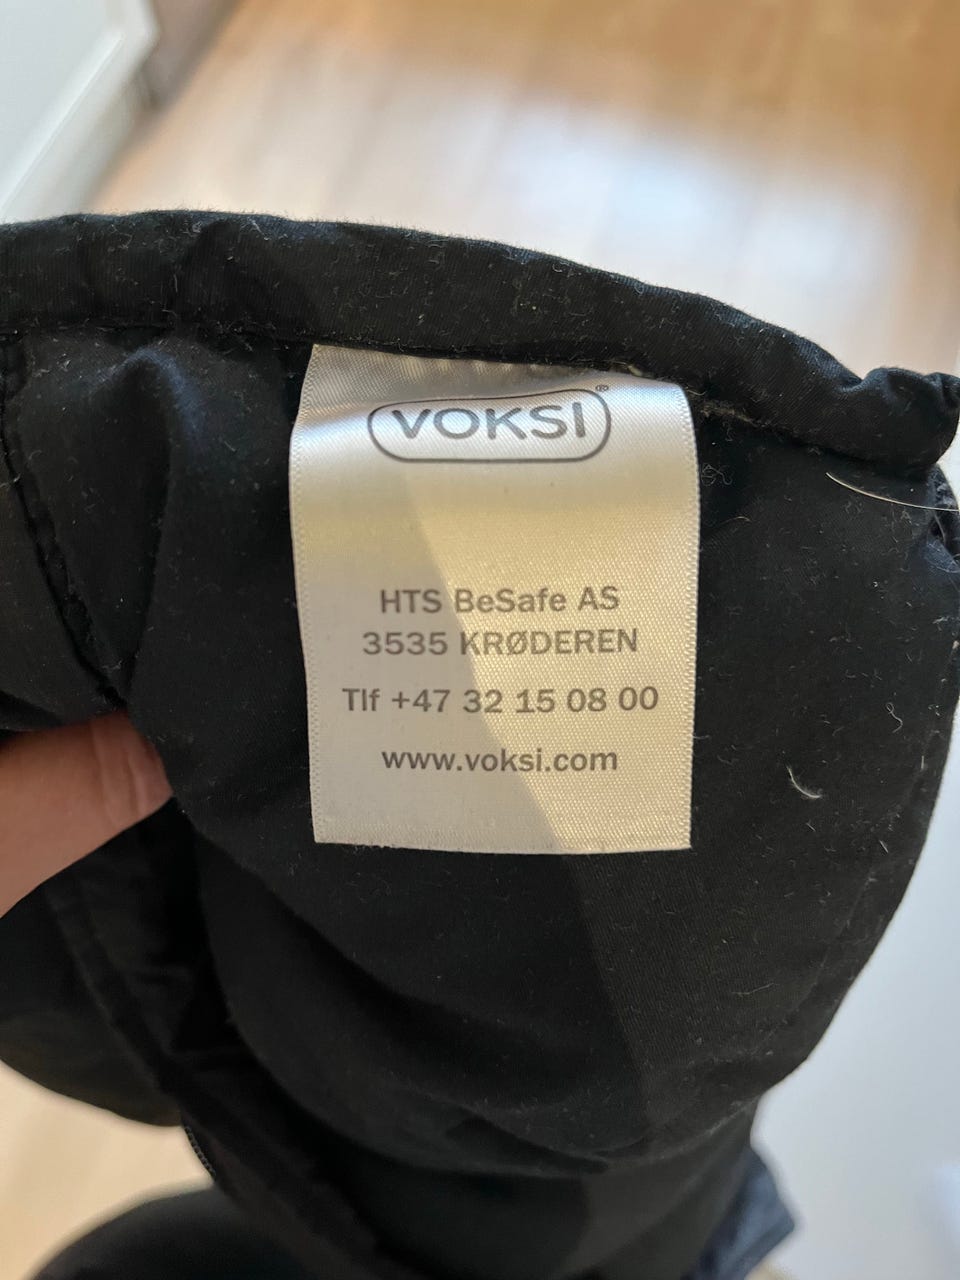 VOKSI®
HTS BeSafe AS
3535 KRØDEREN
Tlf +47 32 15 08 00
www.voksi.com